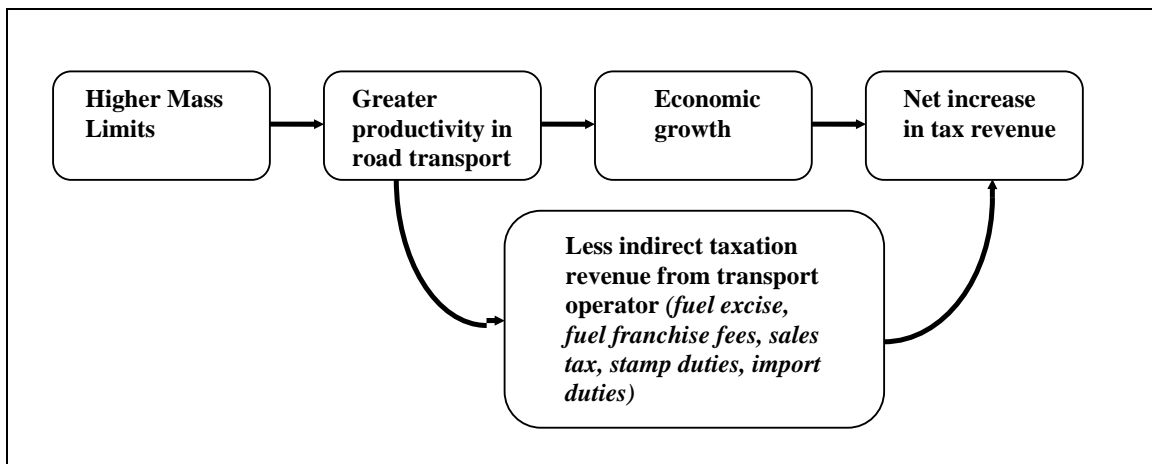 Higher Mass
Limits
Greater
productivity in
road transport
Economic
growth
Net increase
in tax revenue
Less indirect taxation
revenue from transport
operator (fuel excise,
fuel franchise fees, sales
tax, stamp duties, import
duties)